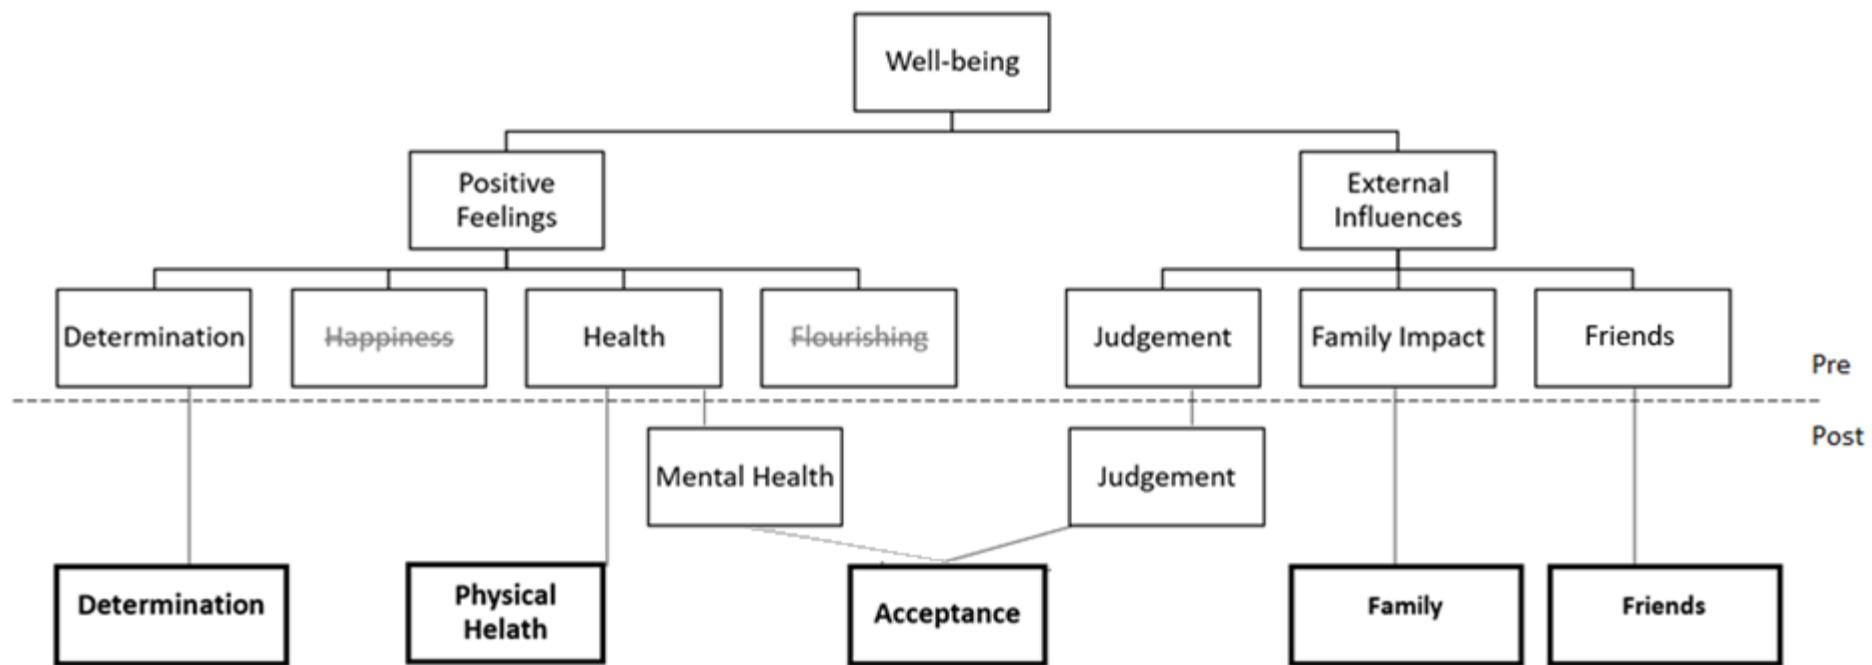 Well-being
Positive
Feelings
External
Influences
Determination
Happiness
Health
Flourishing
Judgement
Family Impact
Friends
Pre
Post
Mental Health
Judgement
Determination
Physical
Helath
Acceptance
Family
Friends